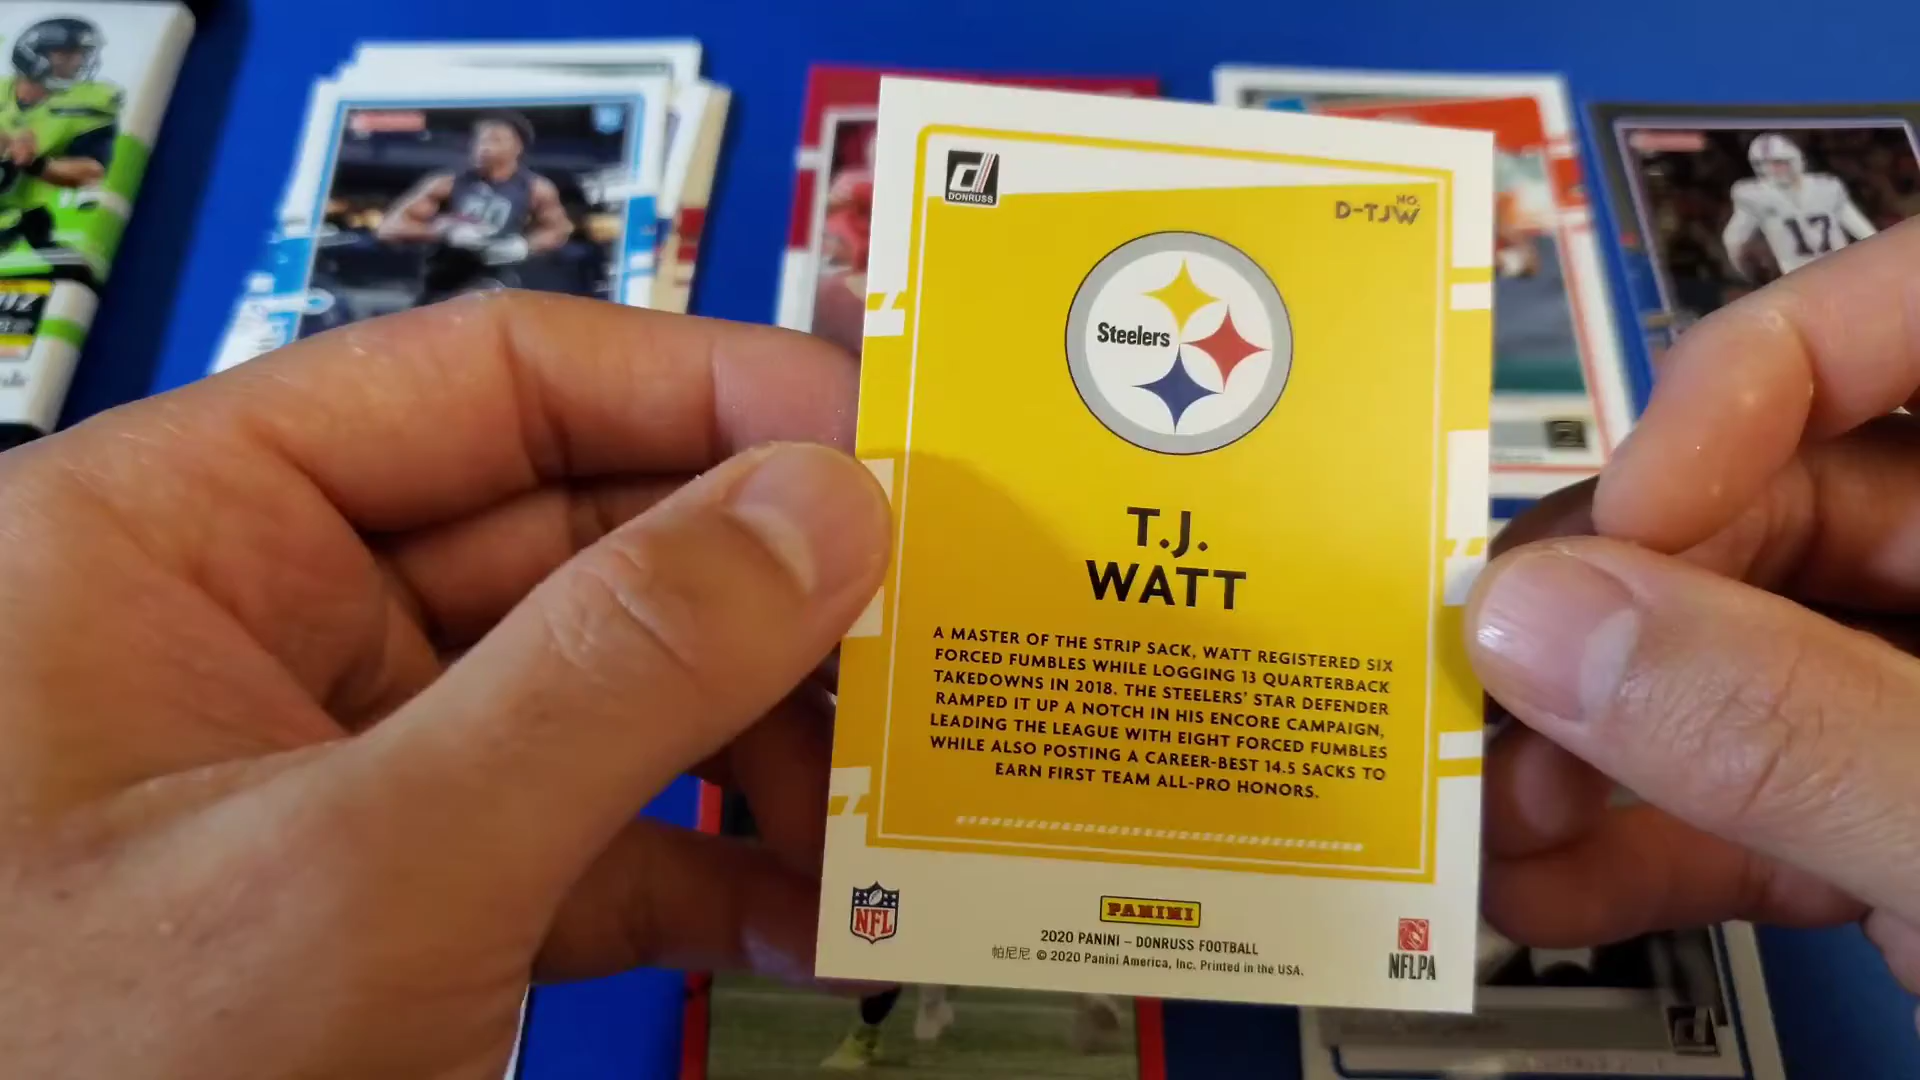 DONRUSS
NO.
D-TJW
Steelers
T.J.
WATT
A MASTER OF THE STRIP SACK, WATT REGISTERED SIX
FORCED FUMBLES WHILE LOGGING 13 QUARTERBACK
TAKEDOWNS IN 2018. THE STEELERS' STAR DEFENDER
RAMPED IT UP A NOTCH IN HIS ENCORE CAMPAIGN,
LEADING THE LEAGUE WITH EIGHT FORCED FUMBLES
WHILE ALSO POSTING A CAREER-BEST 14.5 SACKS TO
EARN FIRST TEAM ALL-PRO HONORS.
NFL
PANINI
2020 PANINI – DONRUSS FOOTBALL
帕尼尼 © 2020 Panini America, Inc. Printed in the USA.
NFLPA
17